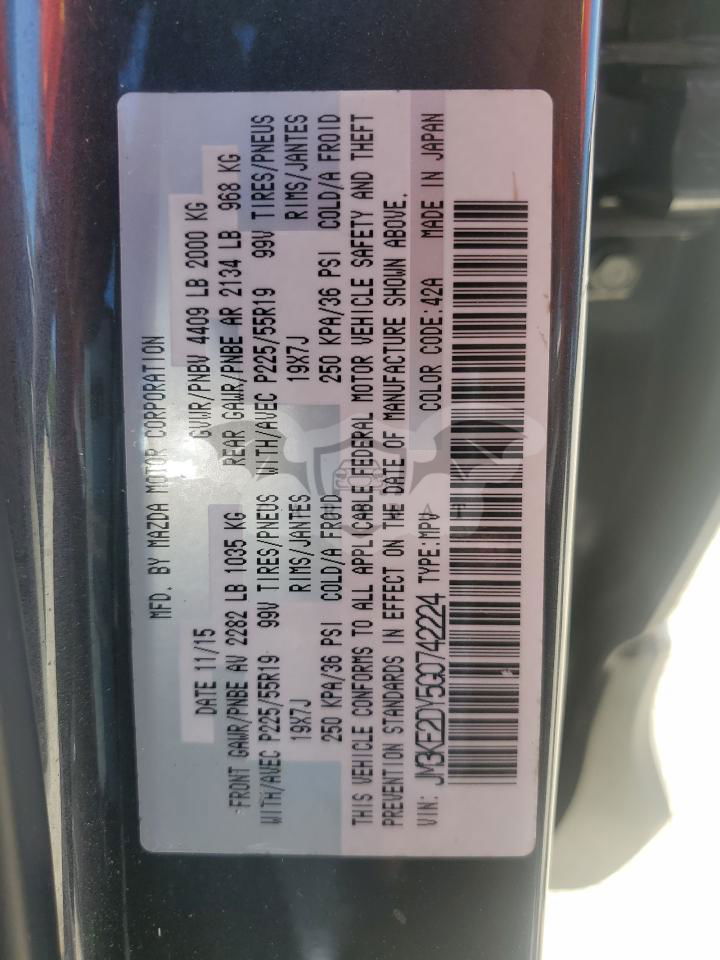 MFD. BY MAZDA MOTOR CORPORATION
DATE 11/15 GVWR/PNBV 4409 LB 2000 KG
FRONT GAWR/PNBE AV 2282 LB 1035 KG REAR GAWR/PNBE AR 2134 LB 968 KG
WITH/AVEC P225/55R19 99V TIRES/PNEUS WITH/AVEC P225/55R19 99V TIRES/PNEUS
19X7J RIMS/JANTES 19X7J RIMS/JANTES
250 KPA/36 PSI COLD/A FROID 250 KPA/36 PSI COLD/A FROID
THIS VEHICLE CONFORMS TO ALL APPLICABLE FEDERAL MOTOR VEHICLE SAFETY AND THEFT
PREVENTION STANDARDS IN EFFECT ON THE DATE OF MANUFACTURE SHOWN ABOVE.
VIN: JM3KE2DY5G0742224 TYPE:MPV COLOR CODE:42A MADE IN JAPAN